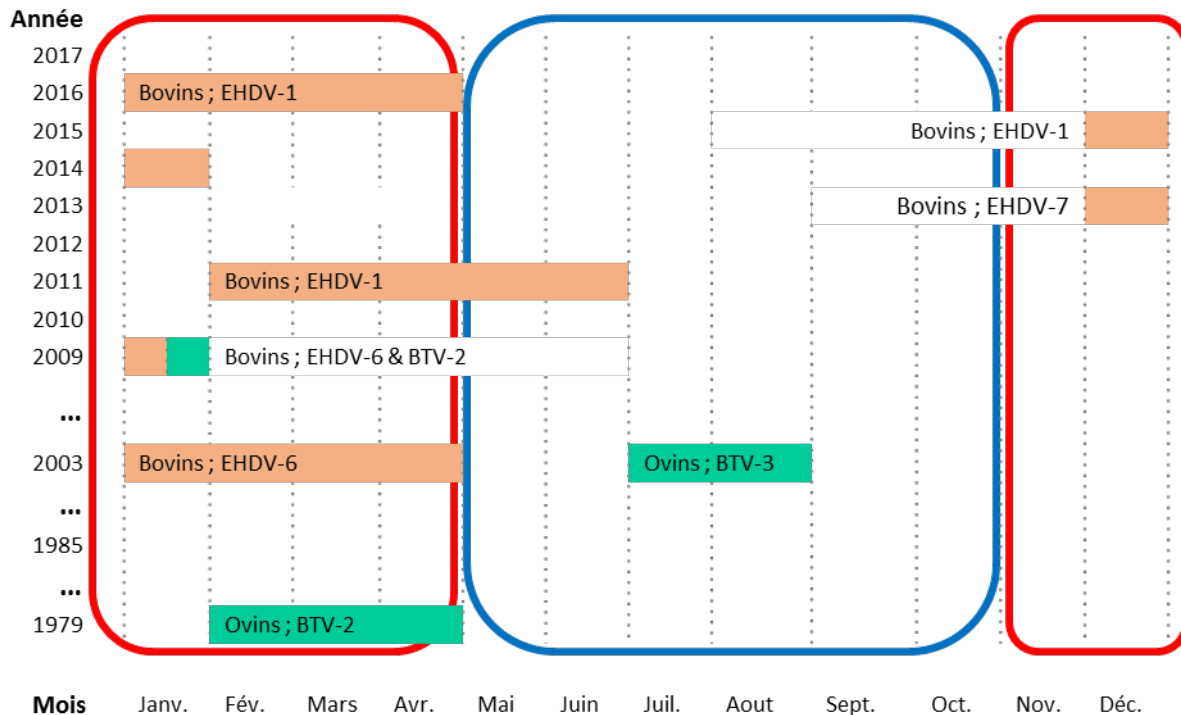 Année
2017
2016 Bovins ; EHDV-1
2015 Bovins ; EHDV-1
2014
2013 Bovins ; EHDV-7
2012
2011 Bovins ; EHDV-1
2010
2009 Bovins ; EHDV-6 & BTV-2
...
2003 Bovins ; EHDV-6 Ovins ; BTV-3
...
1985
...
1979 Ovins ; BTV-2
Mois Janv. Fév. Mars Avr. Mai Juin Juil. Aout Sept. Oct. Nov. Déc.